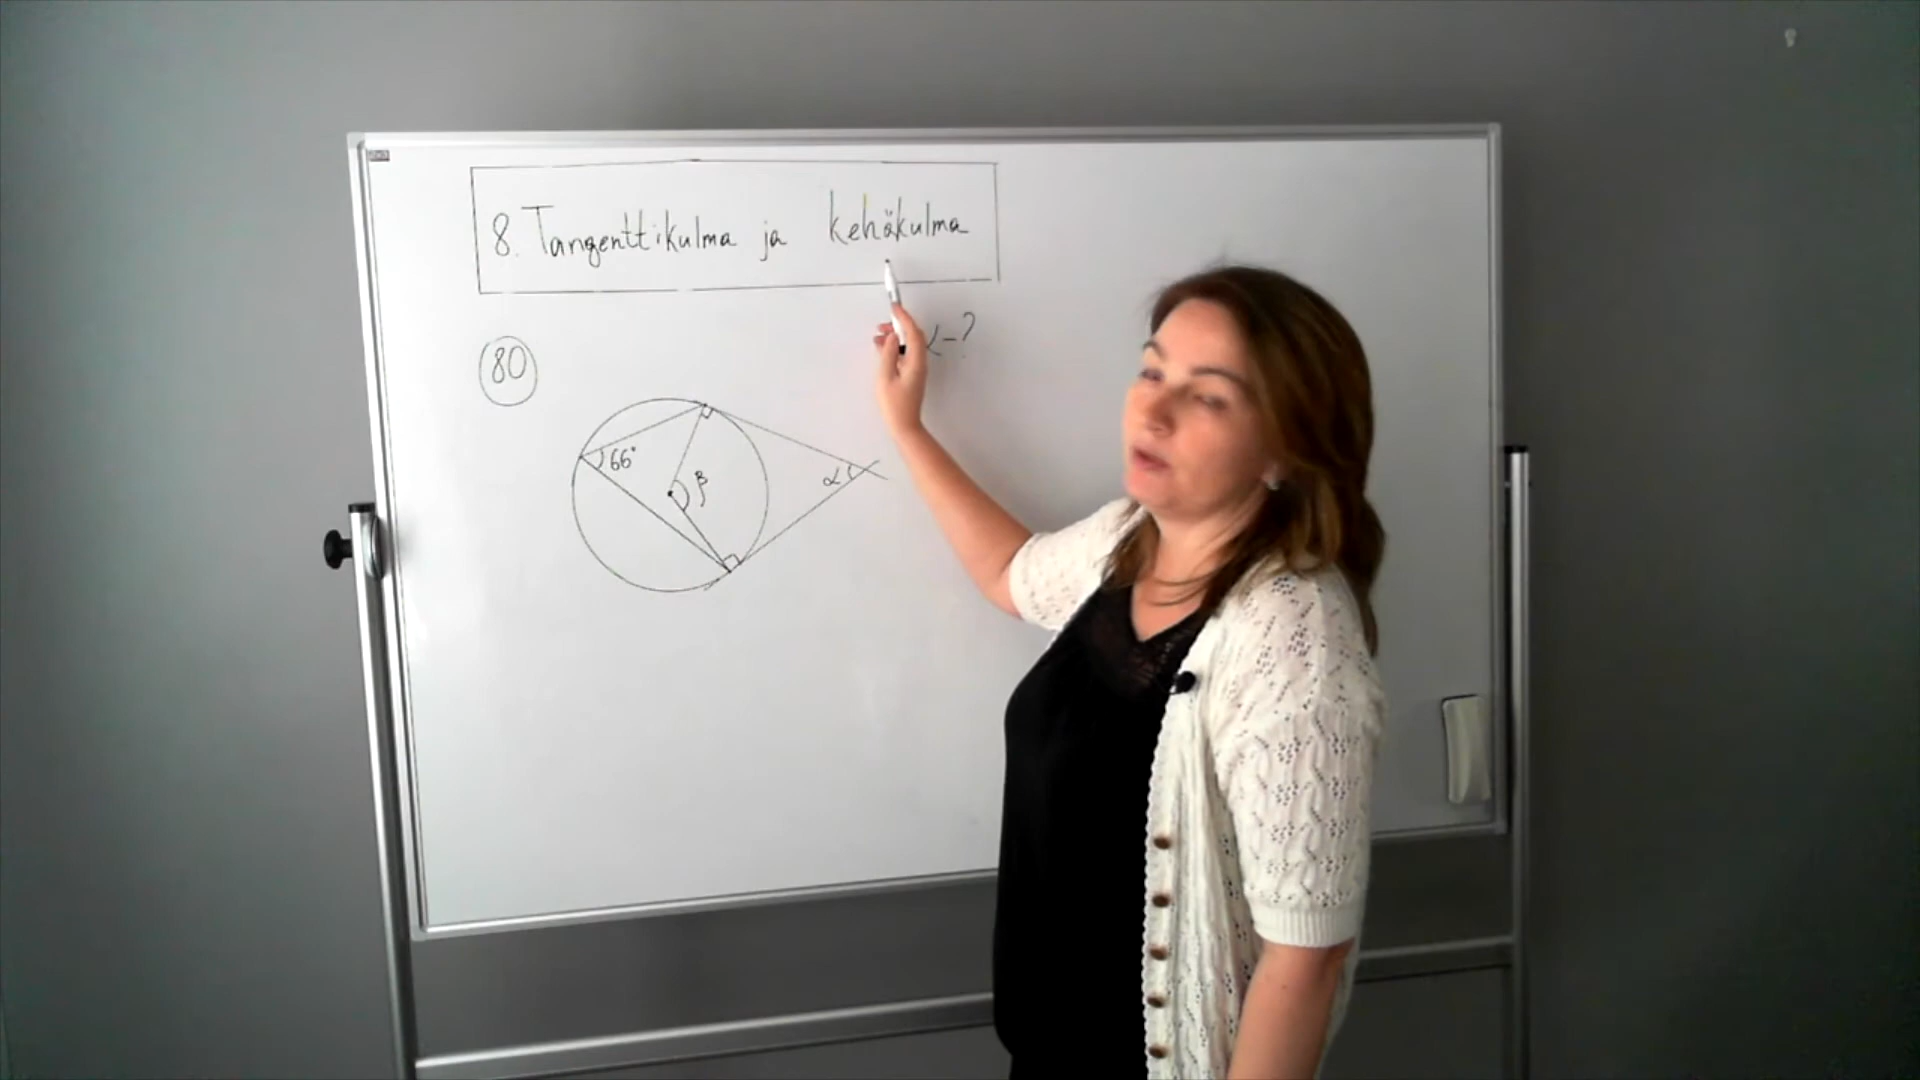 8. Tangenttikulma ja kehäkulma
α-?
80
66°
β
α